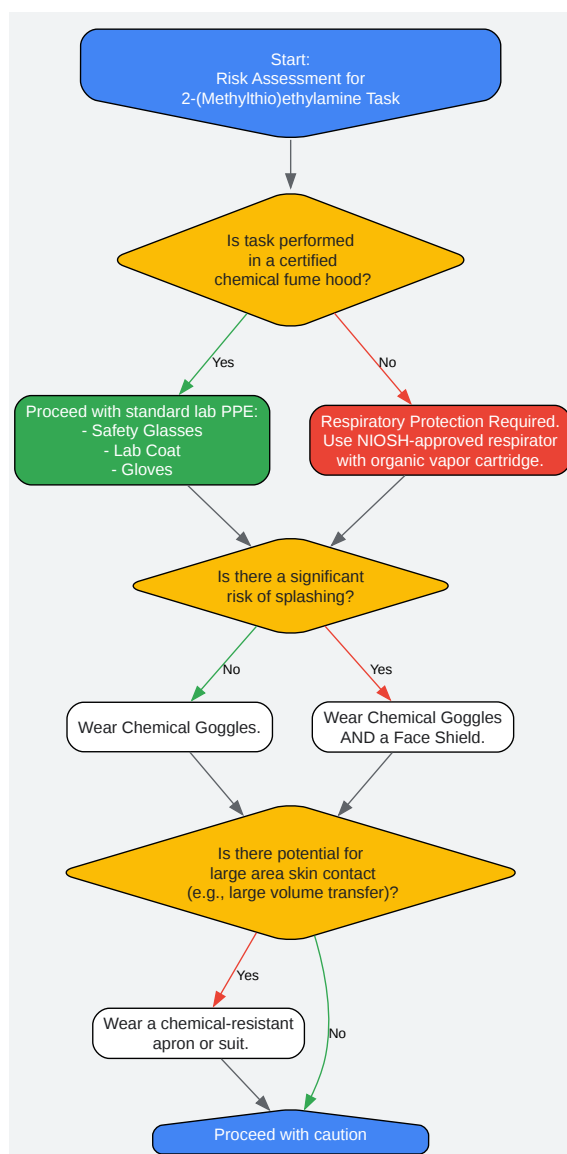 Start:
Risk Assessment for
2-(Methylthio)ethylamine Task
Is task performed
in a certified
chemical fume hood?
Yes
No
Proceed with standard lab PPE:
- Safety Glasses
- Lab Coat
- Gloves
Respiratory Protection Required.
Use NIOSH-approved respirator
with organic vapor cartridge.
Is there a significant
risk of splashing?
No
Yes
Wear Chemical Goggles.
Wear Chemical Goggles
AND a Face Shield.
Is there potential for
large area skin contact
(e.g., large volume transfer)?
Yes
No
Wear a chemical-resistant
apron or suit.
Proceed with caution